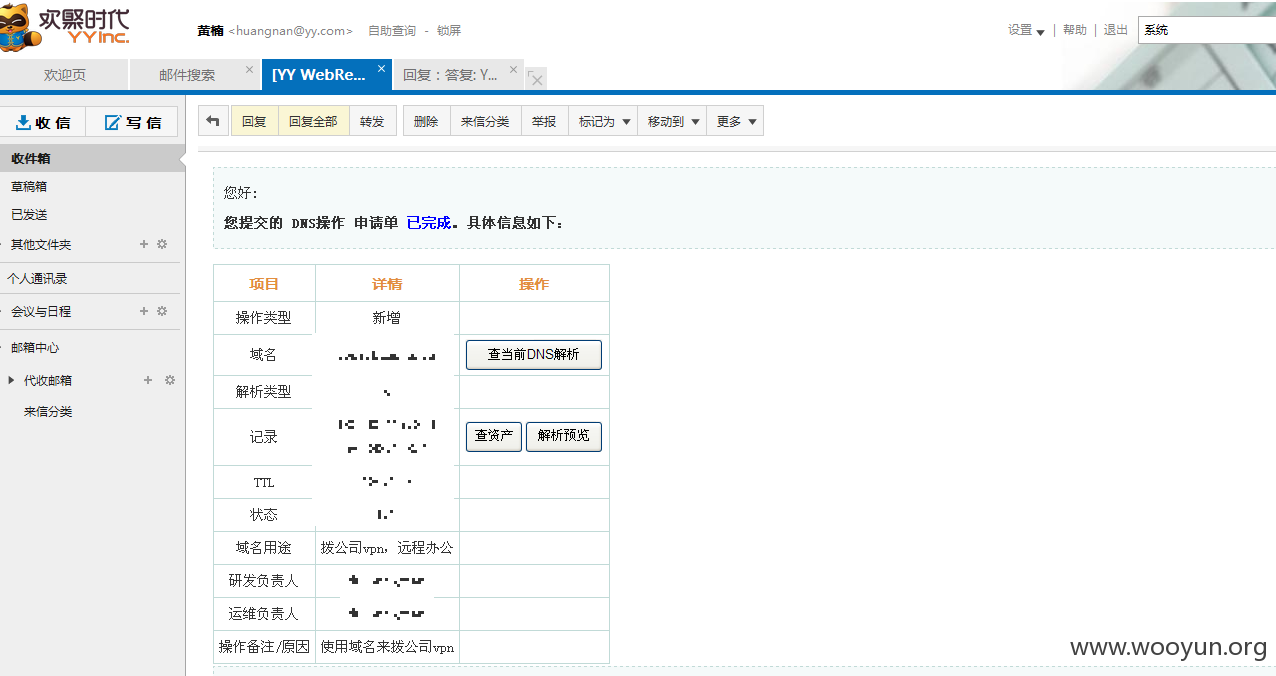 欢聚时代
YY Inc.
黄楠 <huangnan@yy.com> 自助查询 - 锁屏
设置 | 帮助 | 退出 系统
欢迎页 邮件搜索 [YY WebRe... 回复：答复: Y...
收 信 写 信
回复 回复全部 转发 删除 来信分类 举报 标记为 移动到 更多
收件箱
草稿箱
已发送
其他文件夹
个人通讯录
会议与日程
邮箱中心
代收邮箱
来信分类
您好:
您提交的 DNS操作 申请单 已完成。具体信息如下:
项目 详情 操作
操作类型 新增
域名 查当前DNS解析
解析类型
记录 查资产 解析预览
TTL
状态
域名用途 拨公司vpn, 远程办公
研发负责人
运维负责人
操作备注/原因 使用域名来拨公司vpn
www.wooyun.org